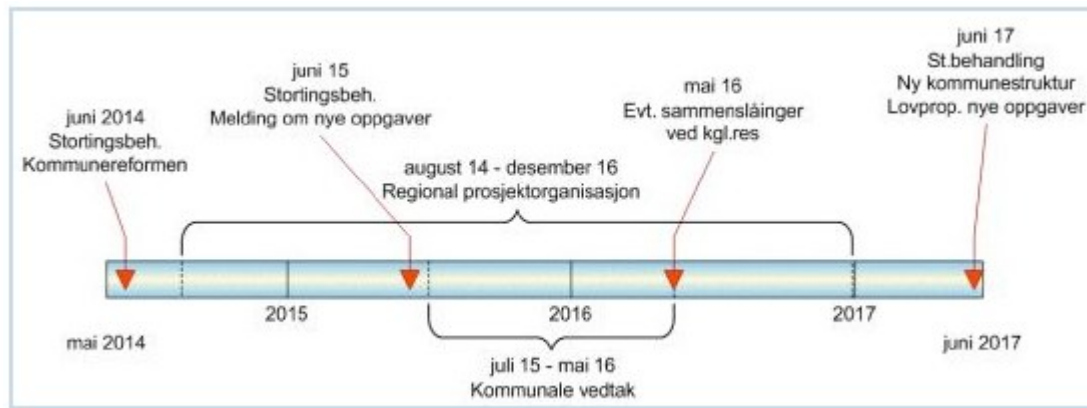 juni 2014
Stortingsbeh.
Kommunereformen
juni 15
Stortingsbeh.
Melding om nye oppgaver
august 14 - desember 16
Regional prosjektorganisasjon
mai 16
Evt. sammenslåinger
ved kgl.res
juni 17
St.behandling
Ny kommunestruktur
Lovprop. nye oppgaver
2015
2016
2017
mai 2014
juni 2017
juli 15 - mai 16
Kommunale vedtak